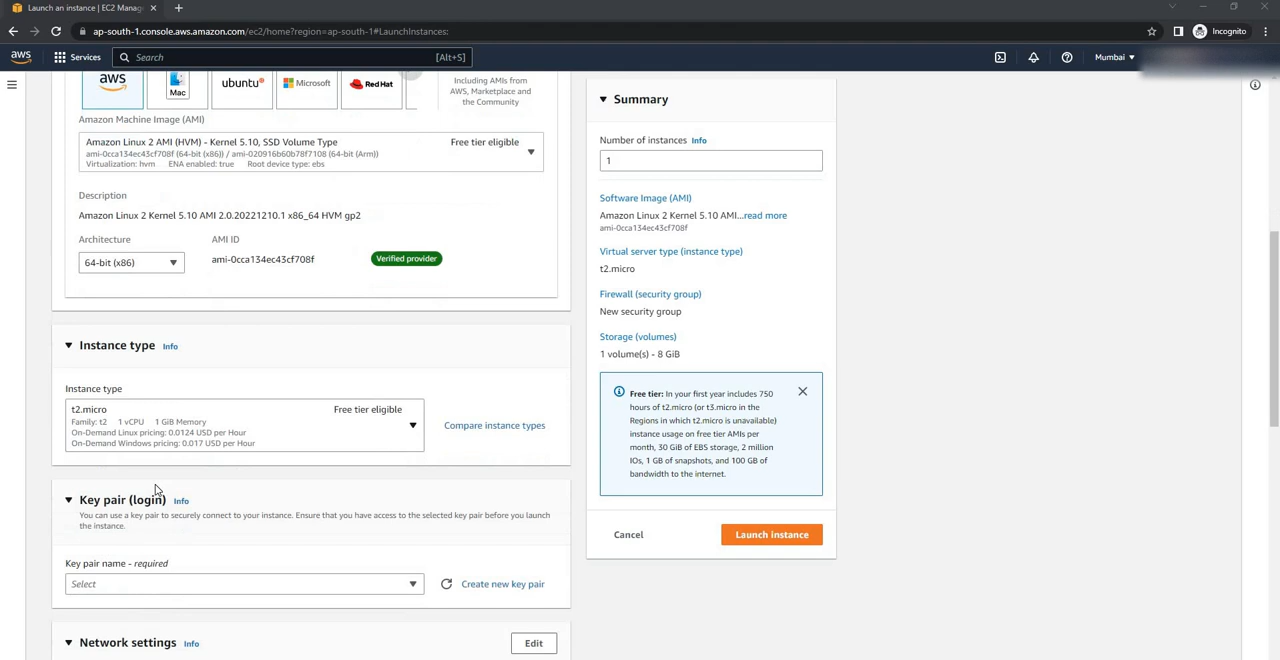 Launch an instance | EC2 Manag
ap-south-1.console.aws.amazon.com/ec2/home?region=ap-south-1#LaunchInstances:
Incognito
aws
Services
Search
[Alt+S]
Mumbai
aws
Mac
ubuntu®
Microsoft
Red Hat
Including AMIs from
AWS, Marketplace and
the Community
Amazon Machine Image (AMI)
Amazon Linux 2 AMI (HVM) - Kernel 5.10, SSD Volume Type
Free tier eligible
ami-0cca134ec43cf708f (64-bit (x86)) / ami-020916b60b78f7108 (64-bit (Arm))
Virtualization: hvm ENA enabled: true Root device type: ebs
Description
Amazon Linux 2 Kernel 5.10 AMI 2.0.20221210.1 x86_64 HVM gp2
Architecture
AMI ID
64-bit (x86)
ami-0cca134ec43cf708f
Verified provider
Instance type Info
Instance type
t2.micro
Free tier eligible
Family: t2 1 vCPU 1 GiB Memory
On-Demand Linux pricing: 0.0124 USD per Hour
On-Demand Windows pricing: 0.017 USD per Hour
Compare instance types
Key pair (login) Info
You can use a key pair to securely connect to your instance. Ensure that you have access to the selected key pair before you launch
the instance.
Key pair name - required
Select
Create new key pair
Network settings Info
Edit
Summary
Number of instances Info
1
Software Image (AMI)
Amazon Linux 2 Kernel 5.10 AMI...read more
ami-0cca134ec43cf708f
Virtual server type (instance type)
t2.micro
Firewall (security group)
New security group
Storage (volumes)
1 volume(s) - 8 GiB
Free tier: In your first year includes 750
hours of t2.micro (or t3.micro in the
Regions in which t2.micro is unavailable)
instance usage on free tier AMIs per
month, 30 GiB of EBS storage, 2 million
IOs, 1 GB of snapshots, and 100 GB of
bandwidth to the internet.
Cancel
Launch instance